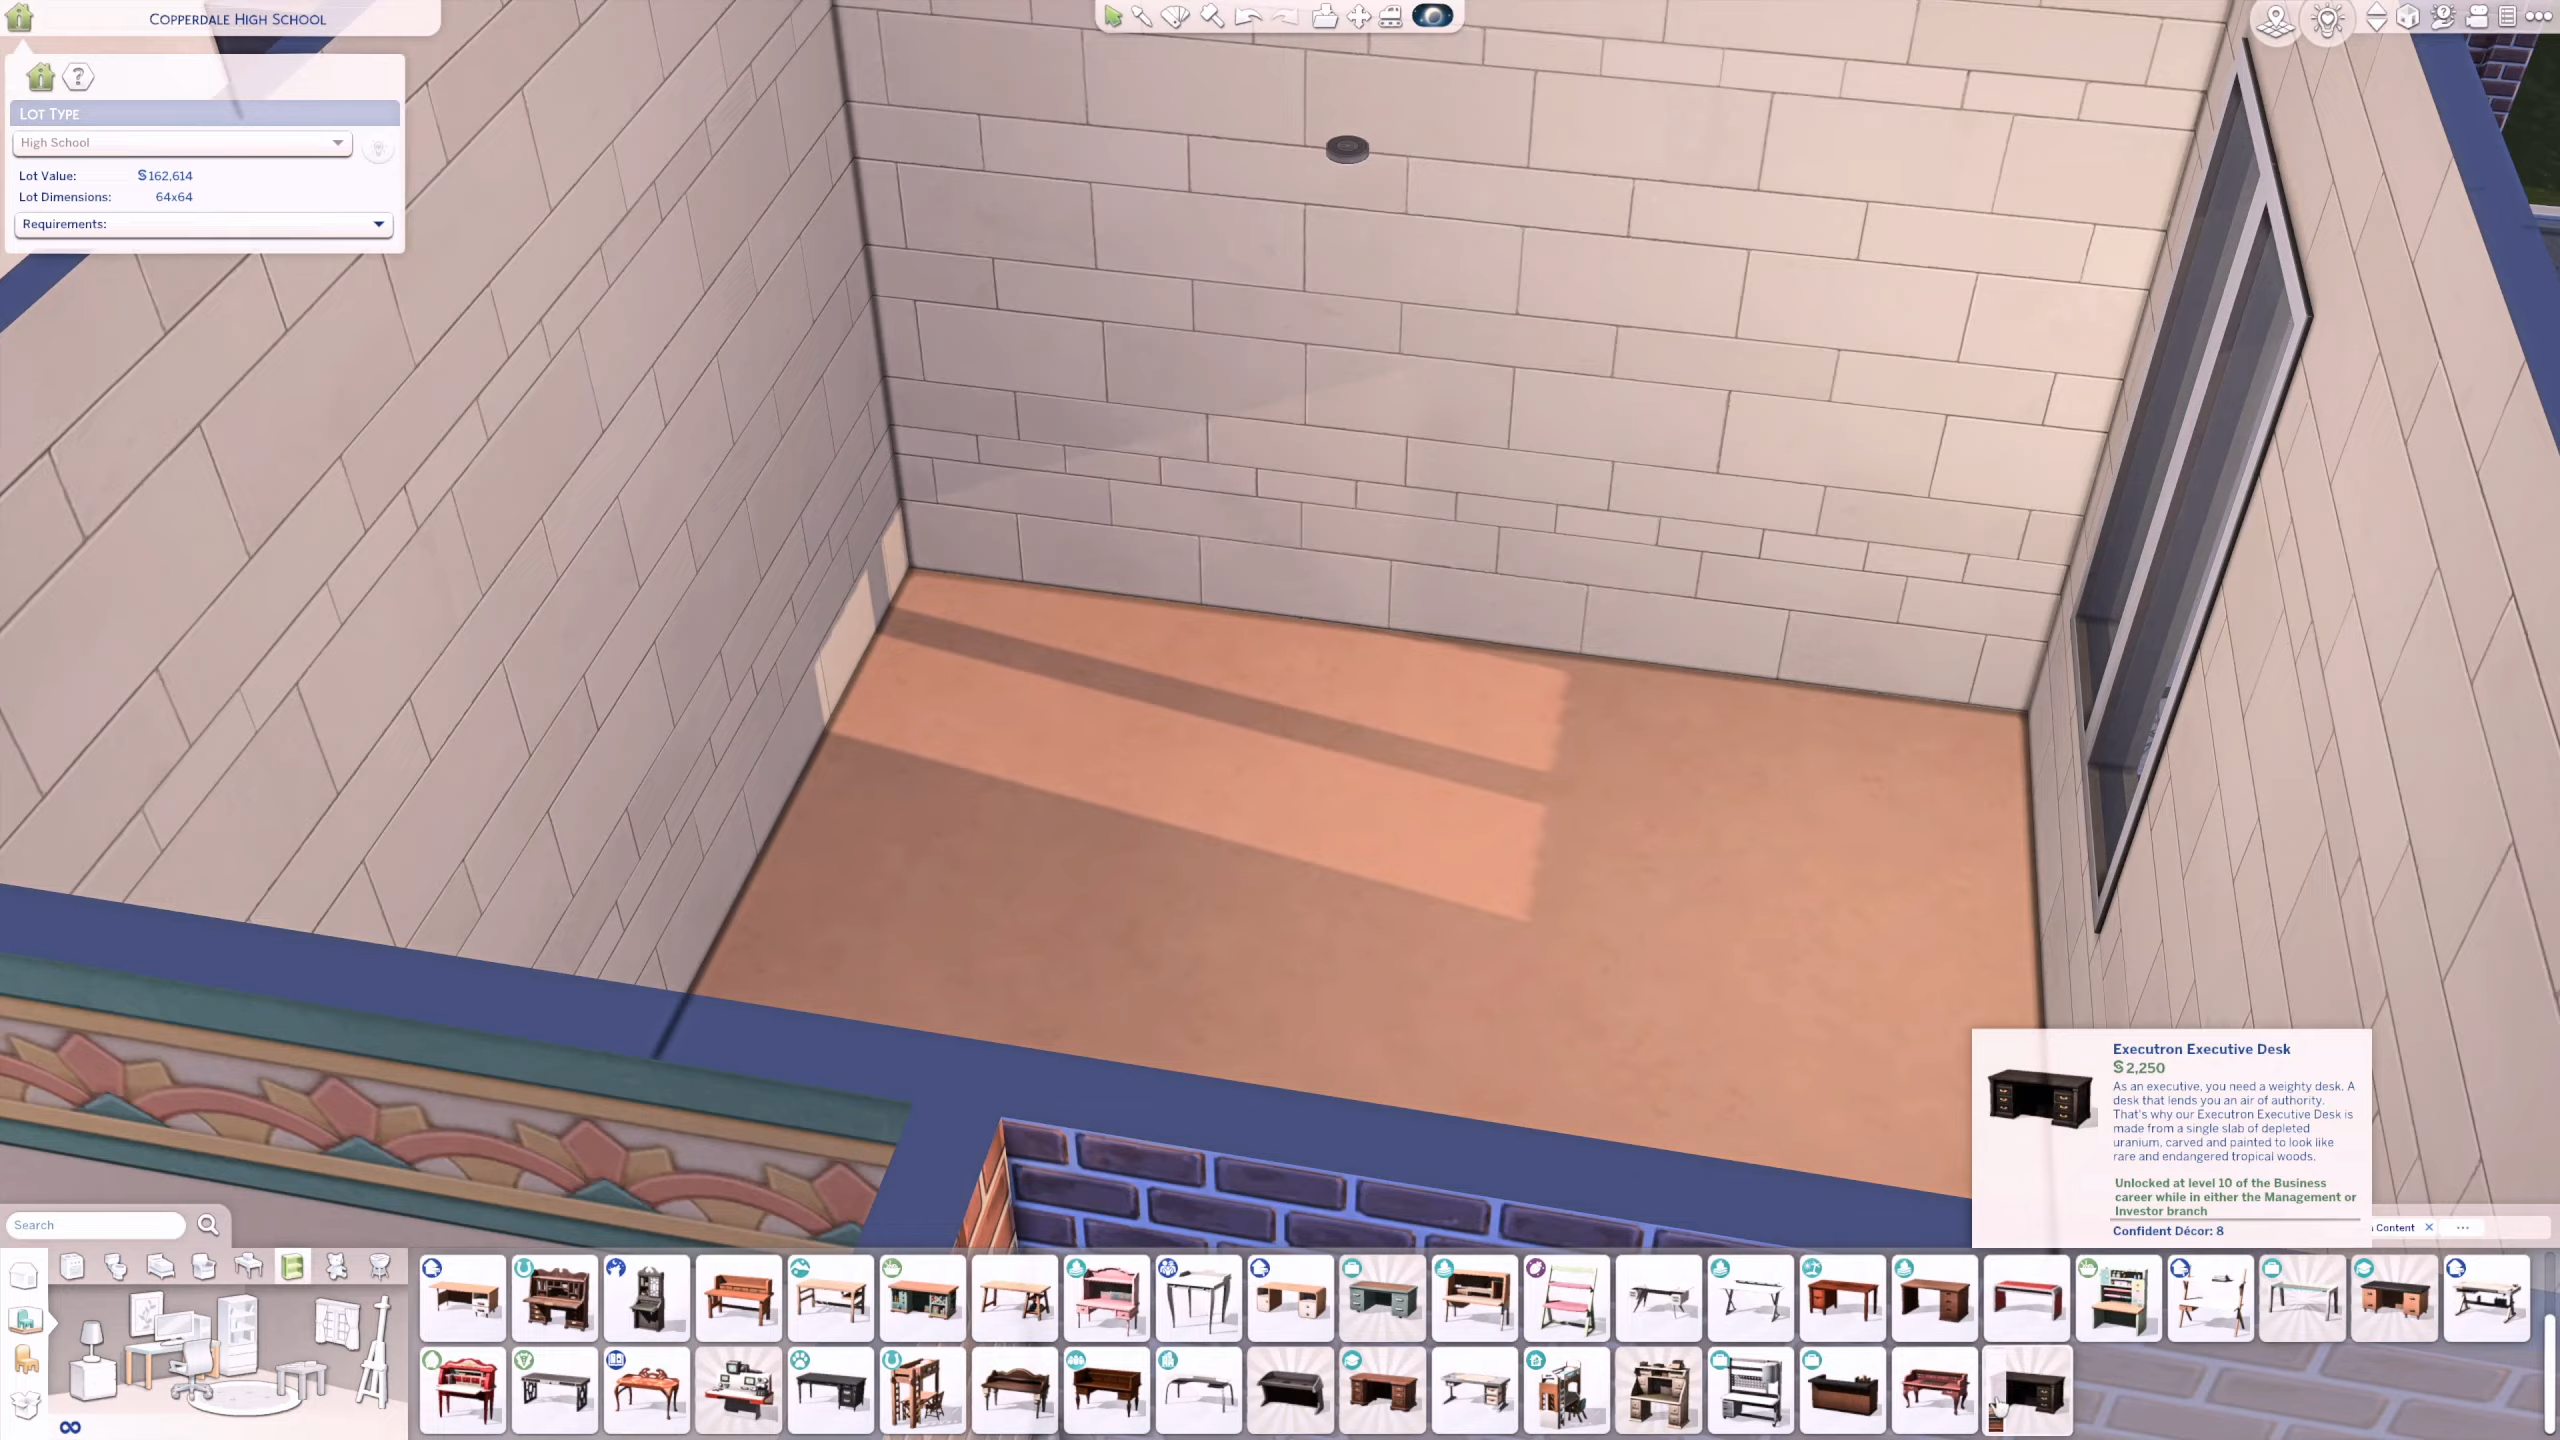 Copperdale High School
Lot Type
High School
Lot Value: §162,614
Lot Dimensions: 64x64
Requirements:
Executron Executive Desk
§2,250
As an executive, you need a weighty desk. A
desk that lends you an air of authority.
That's why our Executron Executive Desk is
made from a single slab of depleted
uranium, carved and painted to look like
rare and endangered tropical woods.
Unlocked at level 10 of the Business
career while in either the Management or
Investor branch
Confident Décor: 8
Search
Content